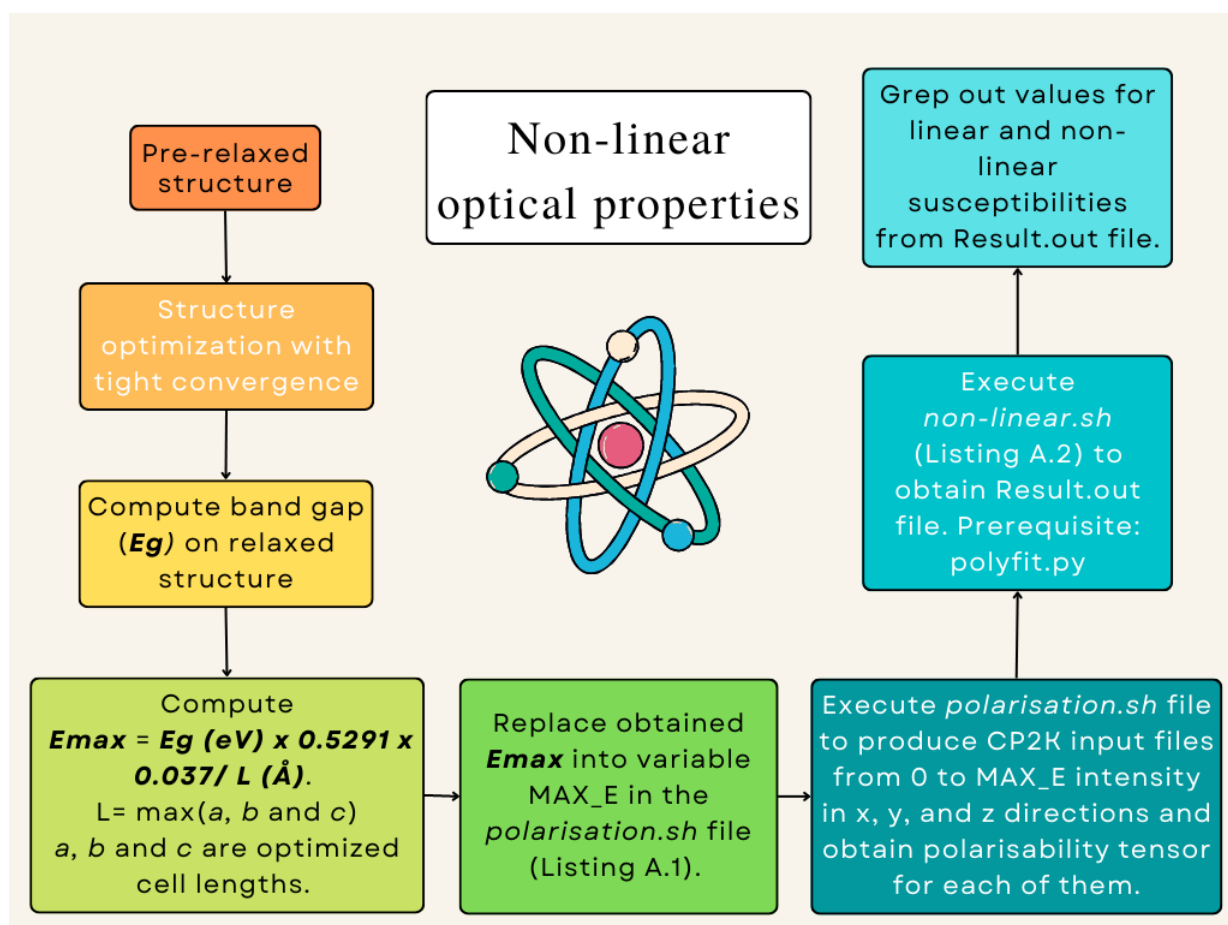 Non-linear
optical properties
Pre-relaxed
structure
Structure
optimization with
tight convergence
Compute band gap
(Eg) on relaxed
structure
Compute
Emax = Eg (eV) x 0.5291 x
0.037/ L (Å).
L= max(a, b and c)
a, b and c are optimized
cell lengths.
Replace obtained
Emax into variable
MAX_E in the
polarisation.sh file
(Listing A.1).
Execute polarisation.sh file
to produce CP2K input files
from 0 to MAX_E intensity
in x, y, and z directions and
obtain polarisability tensor
for each of them.
Execute
non-linear.sh
(Listing A.2) to
obtain Result.out
file. Prerequisite:
polyfit.py
Grep out values for
linear and non-
linear
susceptibilities
from Result.out file.